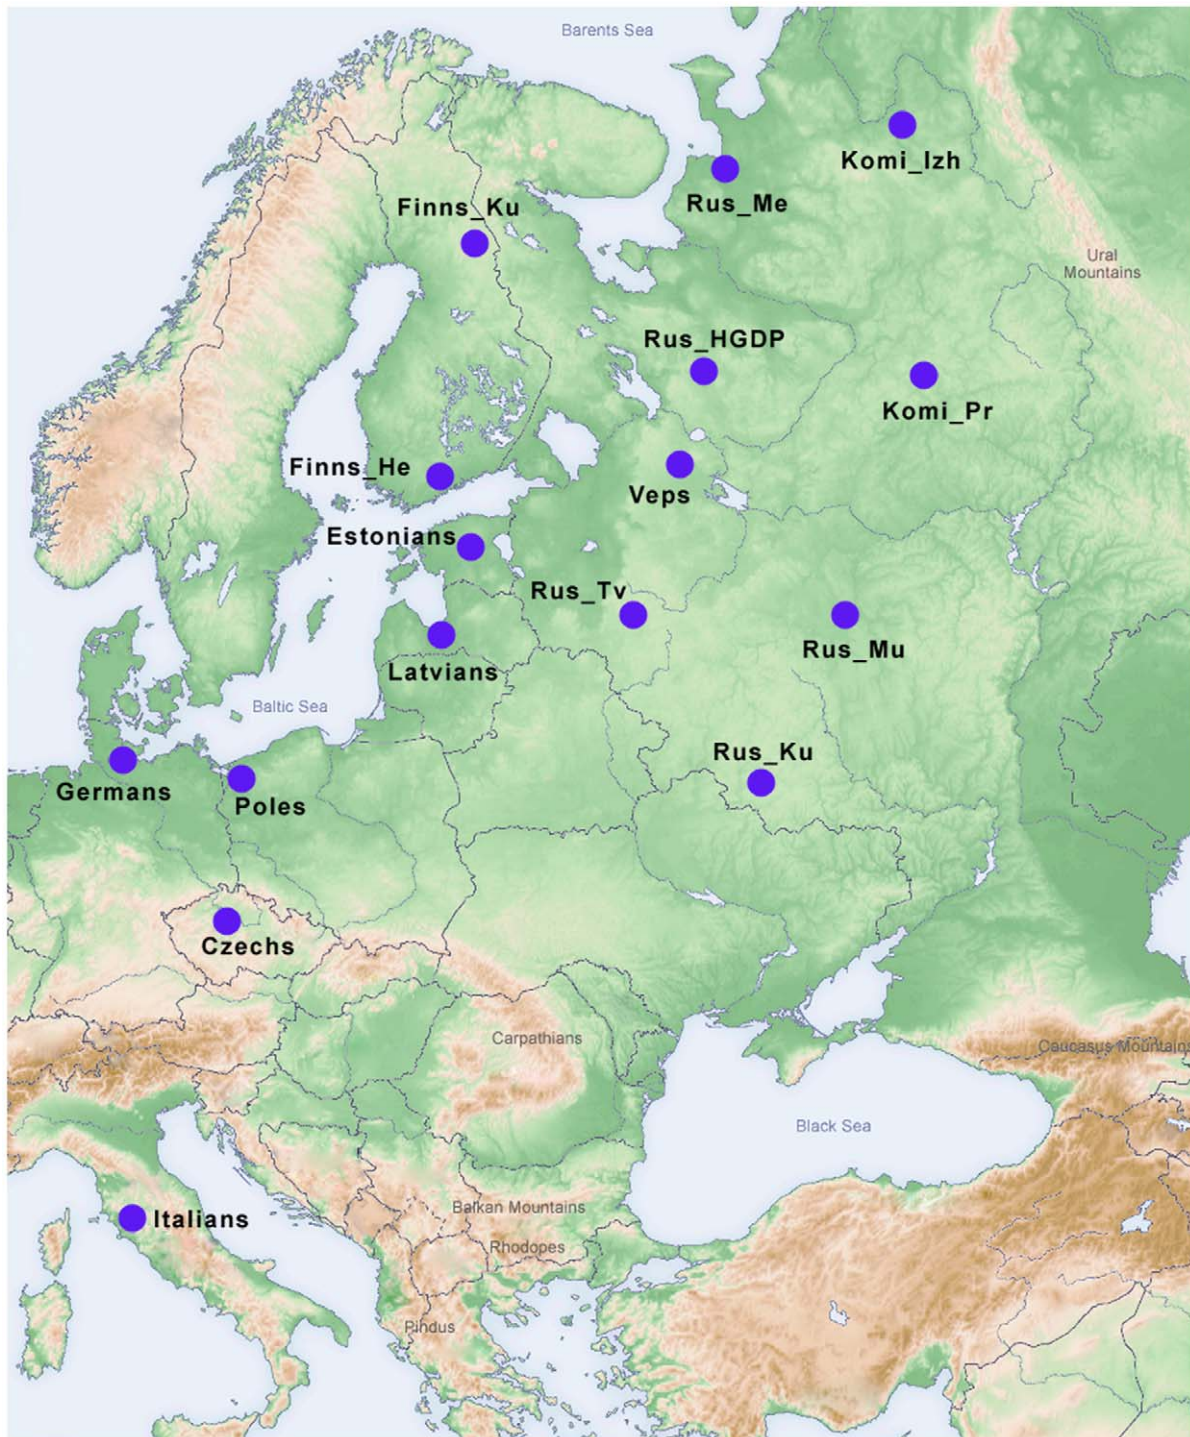 Barents Sea
Komi_Izh
Rus_Me
Finns_Ku
Ural
Mountains
Rus_HGDP
Komi_Pr
Finns_He
Veps
Estonians
Rus_Tv
Rus_Mu
Latvians
Baltic Sea
Rus_Ku
Germans
Poles
Czechs
Carpathians
Caucasus Mountains
Black Sea
Balkan Mountains
Italians
Rhodopes
Pindus